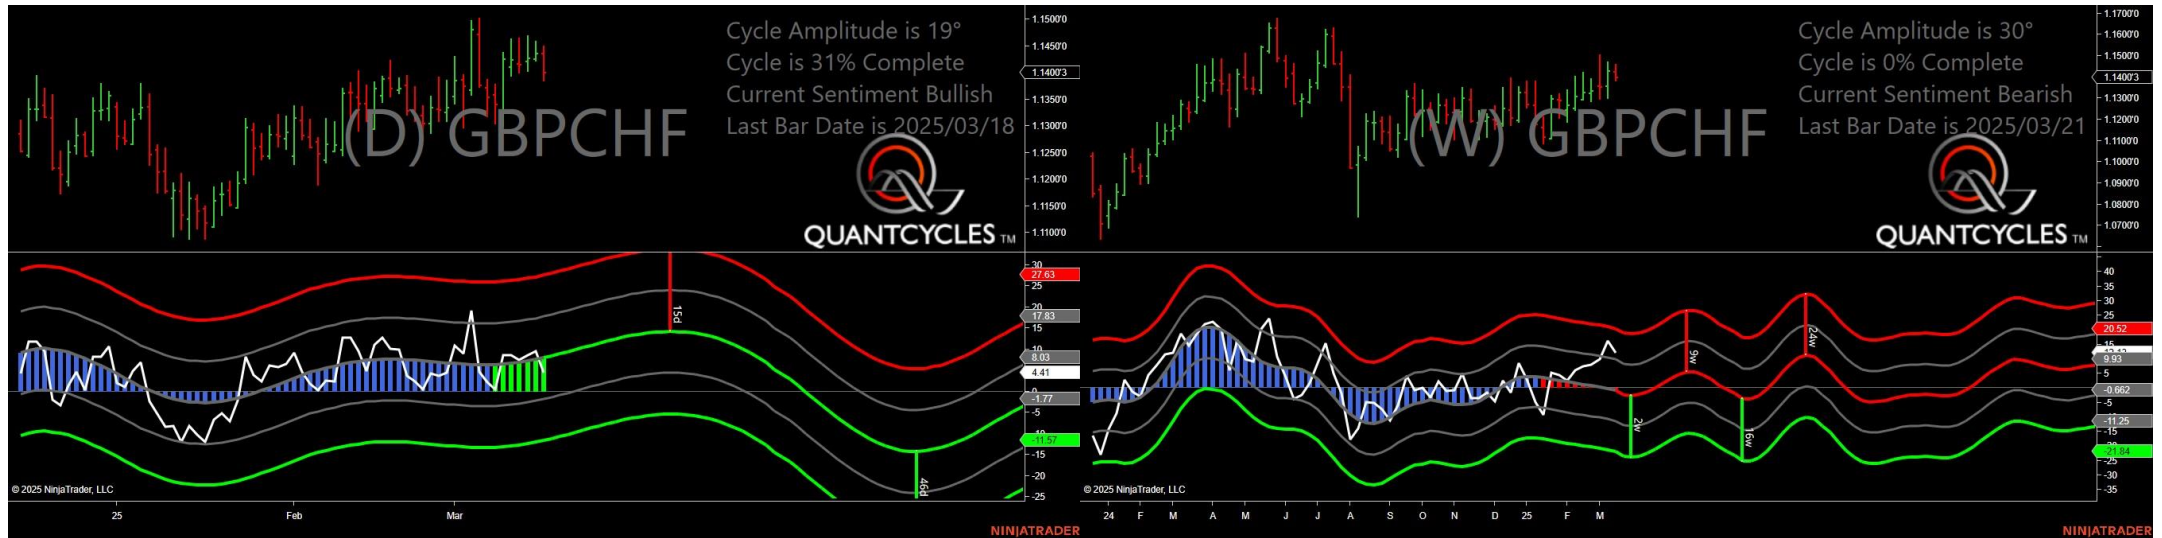 Cycle Amplitude is 19°
Cycle is 31% Complete
Current Sentiment Bullish
Last Bar Date is 2025/03/18
(D) GBPCHF
QUANTCYCLES TM
1.1500'0
1.1450'0
1.1400'3
1.1350'0
1.1300'0
1.1250'0
1.1200'0
1.1150'0
1.1100'0
30
27.63
25
20
17.83
15
10
8.03
4.41
0
-1.77
-5
-11.57
-15
-20
-25
15d
46d
© 2025 NinjaTrader, LLC
25 Feb Mar
NINJATRADER
Cycle Amplitude is 30°
Cycle is 0% Complete
Current Sentiment Bearish
Last Bar Date is 2025/03/21
(W) GBPCHF
QUANTCYCLES TM
1.1700'0
1.1600'0
1.1500'0
1.1400'3
1.1300'0
1.1200'0
1.1100'0
1.1000'0
1.0900'0
1.0800'0
1.0700'0
40
35
30
25
20.52
15
9.93
5
-0.662
-5
-11.25
-15
-21.84
-25
-30
-35
2w
9w
16w
24w
© 2025 NinjaTrader, LLC
24 F M A M J J A S O N D 25 F M
NINJATRADER